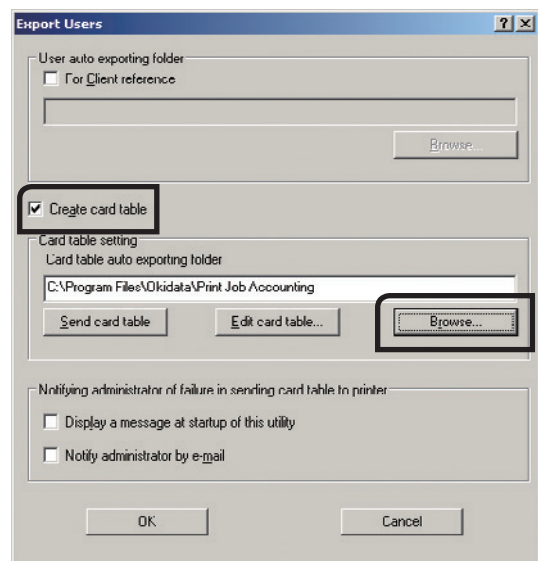 Export Users
User auto exporting folder
For Client reference
Browse...
Create card table
Card table setting
Card table auto exporting folder
C:\Program Files\Okidata\Print Job Accounting
Send card table Edit card table... Browse...
Notifying administrator of failure in sending card table to printer
Display a message at startup of this utility
Notify administrator by e-mail
OK Cancel